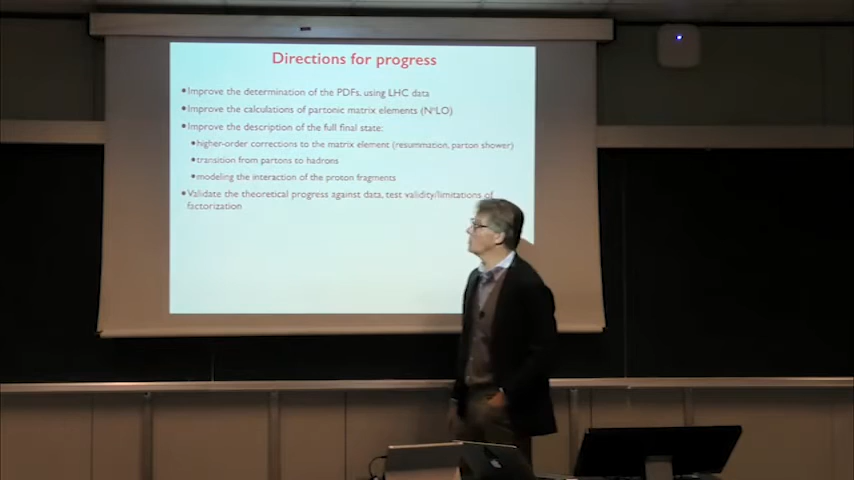 Directions for progress
•Improve the determination of the PDFs, using LHC data
•Improve the calculations of partonic matrix elements (NⁿLO)
•Improve the description of the full final state:
•higher-order corrections to the matrix element (resummation, parton shower)
•transition from partons to hadrons
•modeling the interaction of the proton fragments
•Validate the theoretical progress against data, test validity/limitations of
factorization